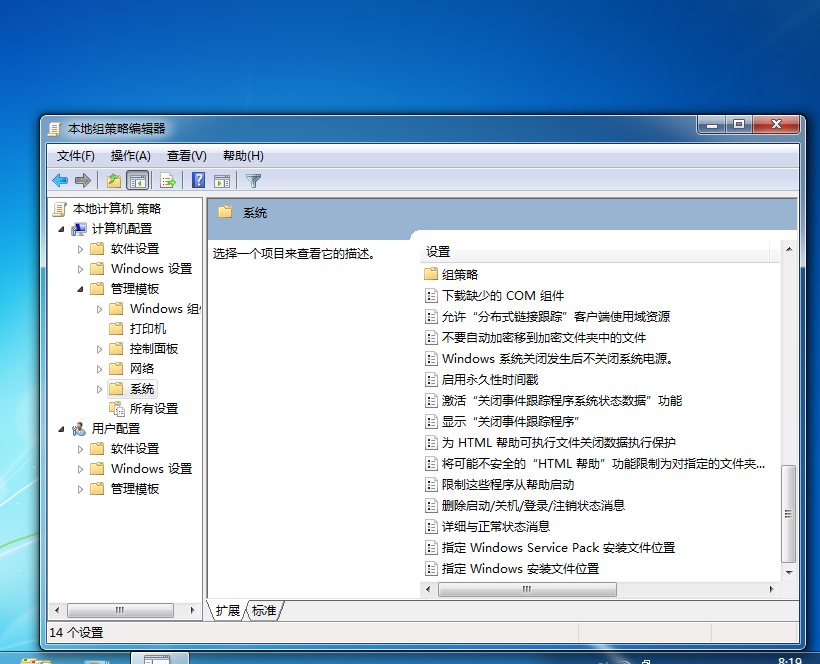 本地组策略编辑器
文件(F) 操作(A) 查看(V) 帮助(H)
本地计算机 策略
计算机配置
软件设置
Windows 设置
管理模板
Windows 组
打印机
控制面板
网络
系统
所有设置
用户配置
软件设置
Windows 设置
管理模板
系统
选择一个项目来查看它的描述。
设置
组策略
下载缺少的 COM 组件
允许“分布式链接跟踪”客户端使用域资源
不要自动加密移到加密文件夹中的文件
Windows 系统关闭发生后不关闭系统电源。
启用永久性时间戳
激活“关闭事件跟踪程序系统状态数据”功能
显示“关闭事件跟踪程序”
为 HTML 帮助可执行文件关闭数据执行保护
将可能不安全的“HTML 帮助”功能限制为对指定的文件夹...
限制这些程序从帮助启动
删除启动/关机/登录/注销状态消息
详细与正常状态消息
指定 Windows Service Pack 安装文件位置
指定 Windows 安装文件位置
扩展 标准
14 个设置
8:19